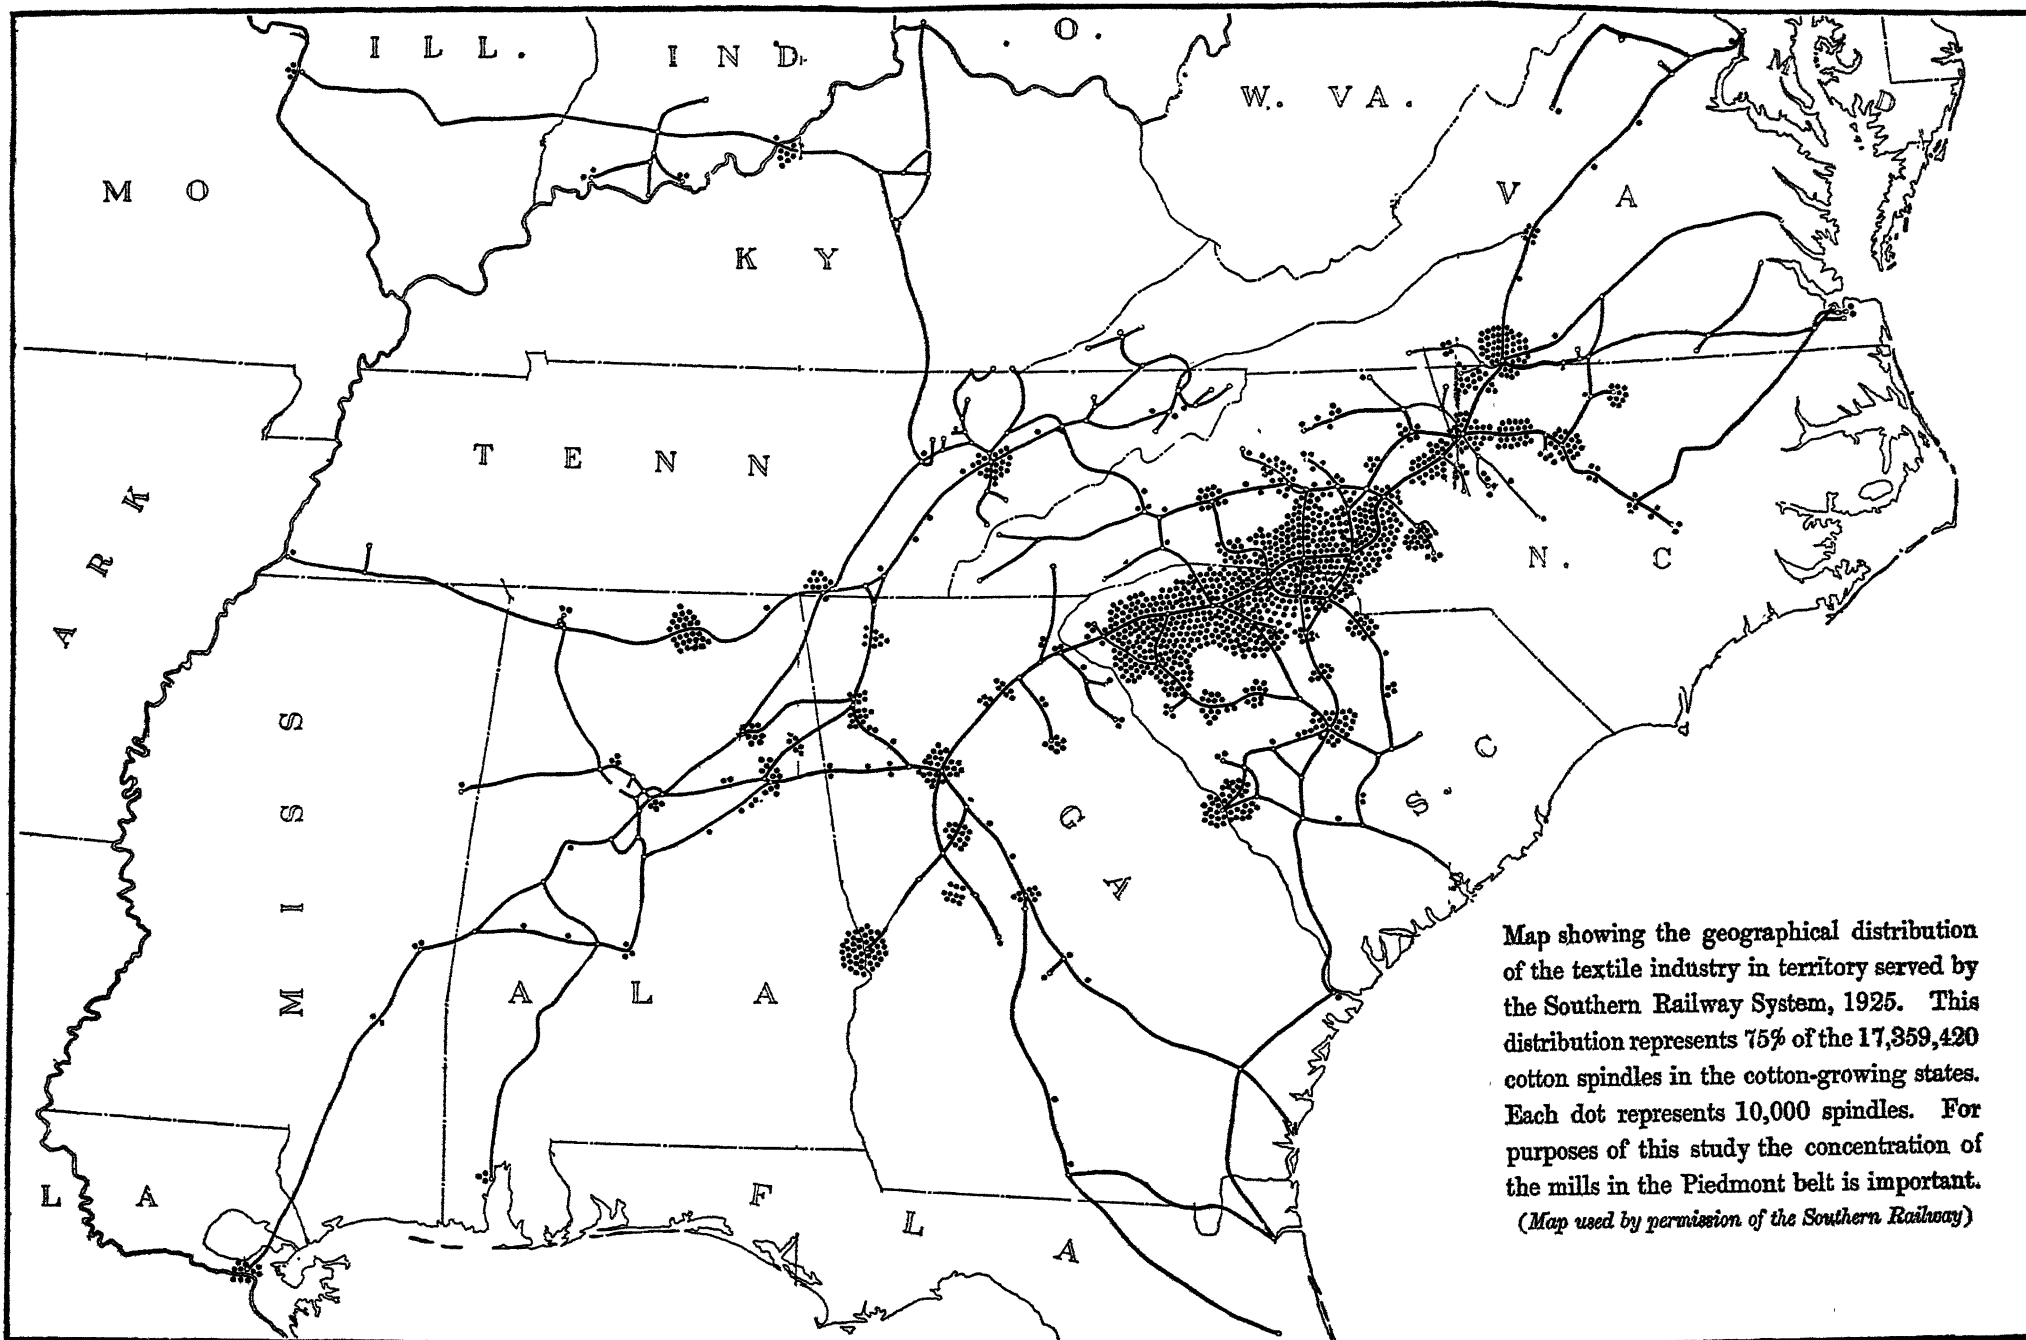 ILL.
IND.
O.
W. VA.
MD
MO
KY
VA
TENN
ARK
N. C
MISS
S. C
GA
ALA
LA
FLA
Map showing the geographical distribution
of the textile industry in territory served by
the Southern Railway System, 1925. This
distribution represents 75% of the 17,359,420
cotton spindles in the cotton-growing states.
Each dot represents 10,000 spindles. For
purposes of this study the concentration of
the mills in the Piedmont belt is important.
(Map used by permission of the Southern Railway)